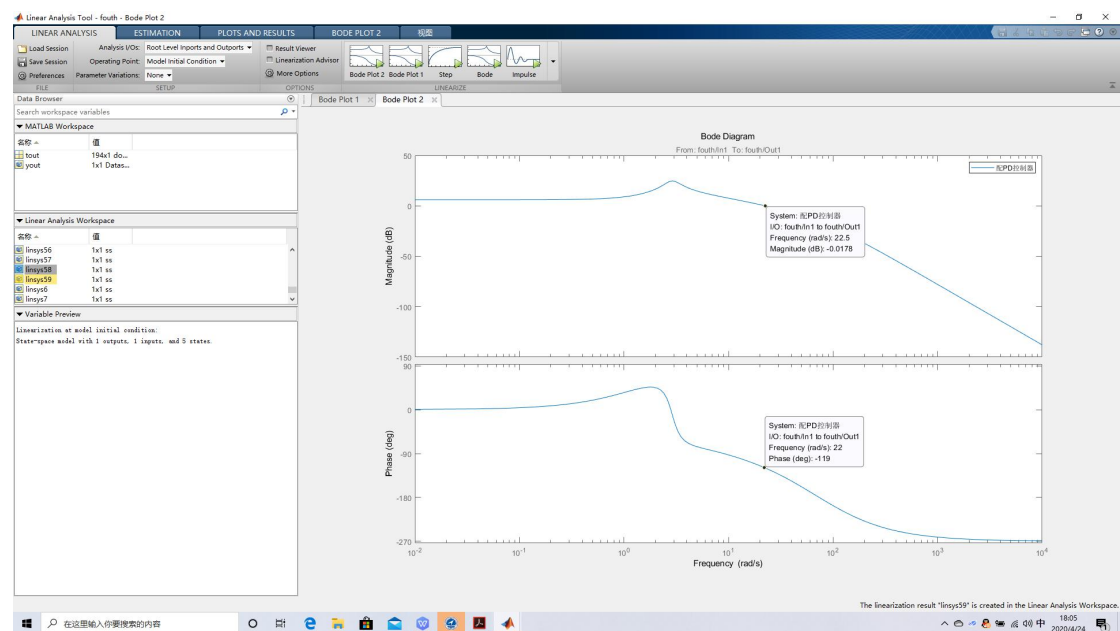 Linear Analysis Tool - fouth - Bode Plot 2
LINEAR ANALYSIS ESTIMATION PLOTS AND RESULTS BODE PLOT 2 视图
Load Session Analysis I/Os: Root Level Inports and Outports Result Viewer
Save Session Operating Point: Model Initial Condition Linearization Advisor
Preferences Parameter Variations: None More Options
Bode Plot 2 Bode Plot 1 Step Bode Impulse
FILE SETUP OPTIONS LINEARIZE
Data Browser
Search workspace variables
MATLAB Workspace
名称 值
tout 194x1 do...
yout 1x1 Datas...
Linear Analysis Workspace
名称 值
linsys56 1x1 ss
linsys57 1x1 ss
linsys58 1x1 ss
linsys59 1x1 ss
linsys6 1x1 ss
linsys7 1x1 ss
Variable Preview
Linearization at model initial condition:
State-space model with 1 outputs, 1 inputs, and 5 states.
Bode Plot 1 Bode Plot 2
Bode Diagram
From: fouth/In1 To: fouth/Out1
配PD控制器
Magnitude (dB)
50
0
-50
-100
-150
System: 配PD控制器
I/O: fouth/In1 to fouth/Out1
Frequency (rad/s): 22.5
Magnitude (dB): -0.0178
Phase (deg)
90
0
-90
-180
-270
System: 配PD控制器
I/O: fouth/In1 to fouth/Out1
Frequency (rad/s): 22
Phase (deg): -119
10^-2 10^-1 10^0 10^1 10^2 10^3 10^4
Frequency (rad/s)
The linearization result "linsys59" is created in the Linear Analysis Workspace.
在这里输入你要搜索的内容
中
18:05
2020/4/24